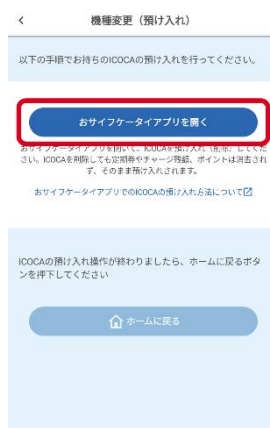 機種変更（預け入れ）
以下の手順でお持ちのICOCAの預け入れを行ってください。
おサイフケータイアプリを開く
おサイフケータイアプリを開いて、ICOCAを預け入れ（削除）してくだ
さい。ICOCAを削除しても定期券やチャージ残額、ポイントは消去され
ず、そのまま預け入れされます。
おサイフケータイアプリでのICOCAの預け入れ方法について
ICOCAの預け入れ操作が終わりましたら、ホームに戻るボタ
ンを押下してください
ホームに戻る